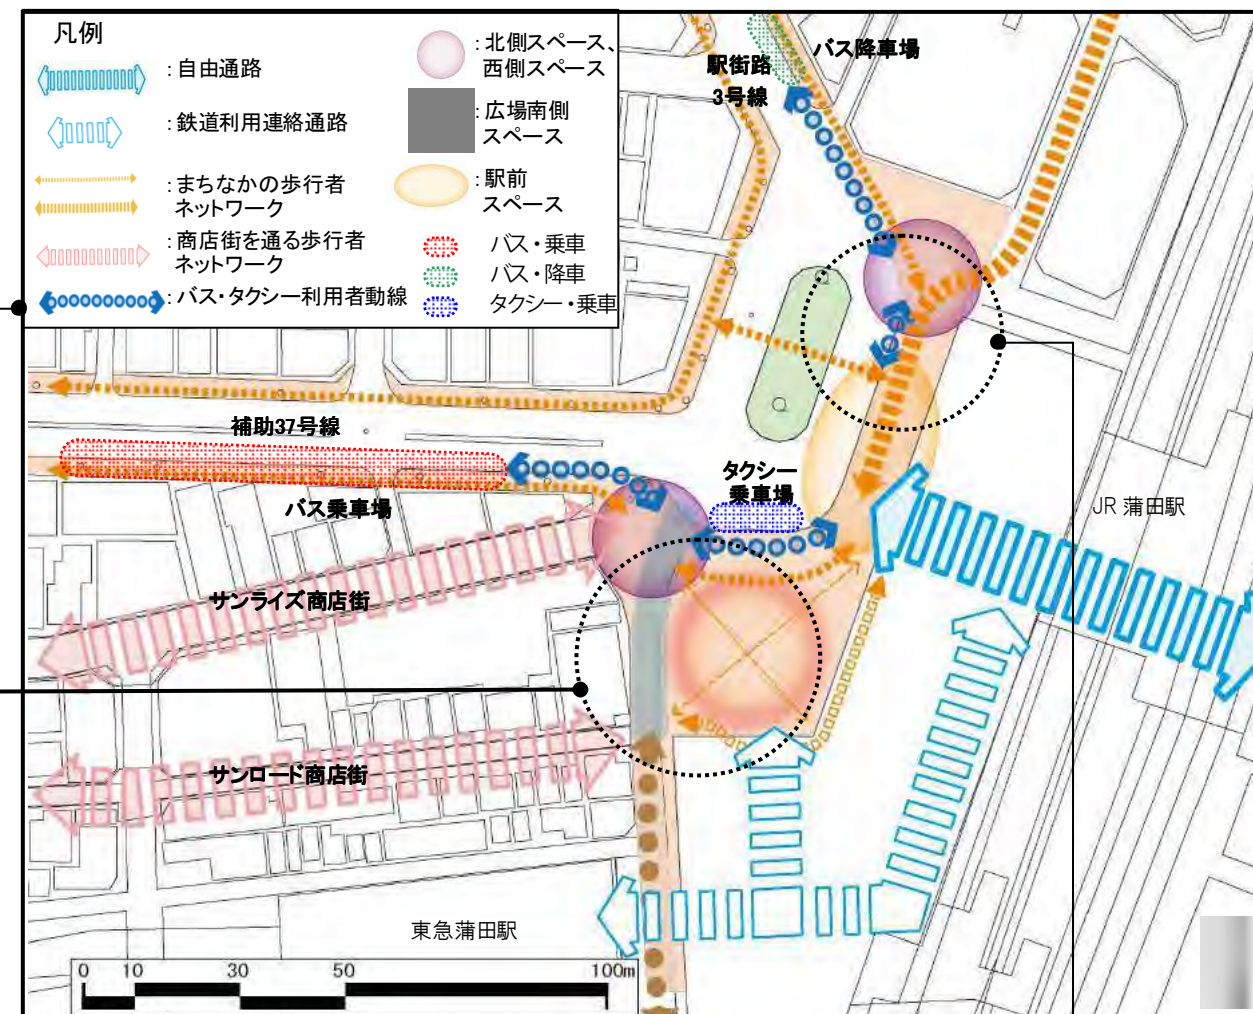 凡例
：自由通路
：鉄道利用連絡通路
：まちなかの歩行者
ネットワーク
：商店街を通る歩行者
ネットワーク
：バス・タクシー利用者動線
：北側スペース、
西側スペース
：広場南側
スペース
：駅前
スペース
バス・乗車
バス・降車
タクシー・乗車
バス降車場
駅街路
3号線
補助37号線
バス乗車場
タクシー
乗車場
JR 蒲田駅
サンライズ商店街
サンロード商店街
東急蒲田駅
0 10 30 50 100m